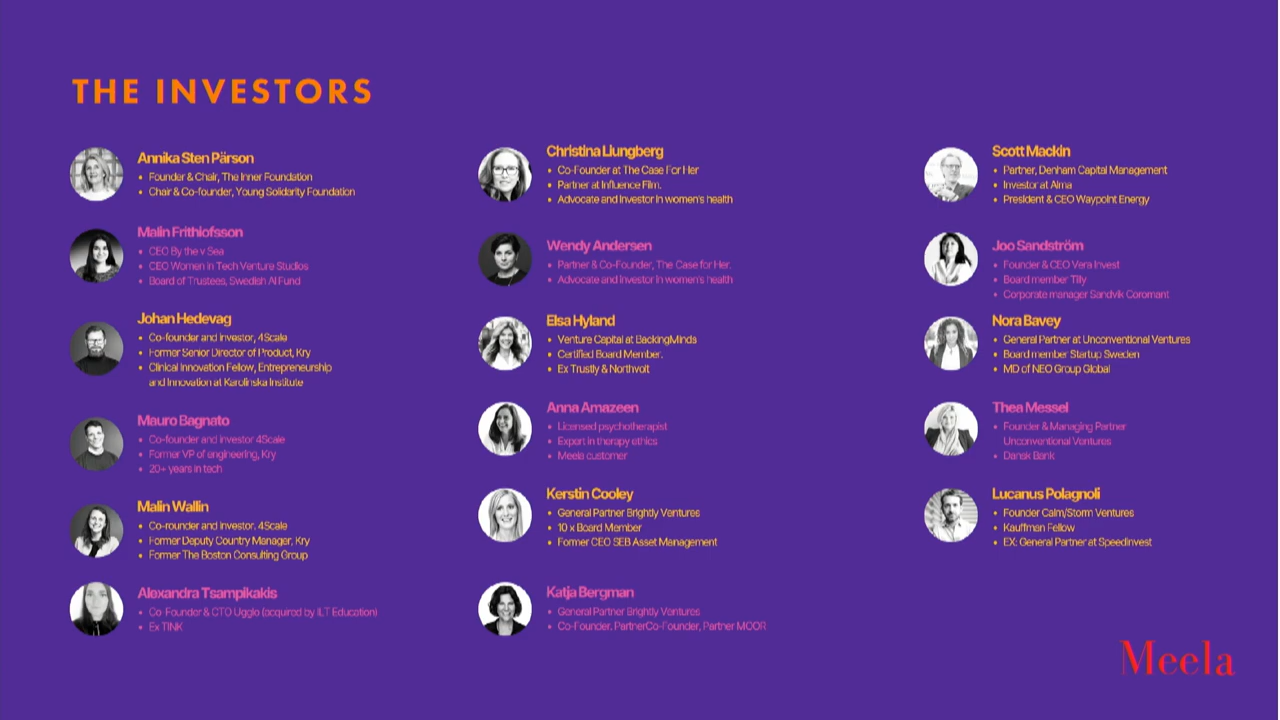 THE INVESTORS
Annika Sten Pärson
• Founder & Chair, The Inner Foundation
• Chair & Co-founder, Young Solidarity Foundation
Malin Frithiofsson
• CEO By the v Sea
• CEO Women in Tech Venture Studios
• Board of Trustees, Swedish AI Fund
Johan Hedevag
• Co-founder and investor, 4Scale
• Former Senior Director of Product, Kry
• Clinical Innovation Fellow, Entrepreneurship
and Innovation at Karolinska Institute
Mauro Bagnato
• Co-founder and investor 4Scale
• Former VP of engineering, Kry
• 20+ years in tech
Malin Wallin
• Co-founder and investor. 4Scale
• Former Deputy Country Manager, Kry
• Former The Boston Consulting Group
Alexandra Tsampikakis
• Co-Founder & CTO Ugglo (acquired by ILT Education)
• Ex TINK
Christina Ljungberg
• Co-Founder at The Case For Her
• Partner at Influence Film.
• Advocate and Investor in women's health
Wendy Andersen
• Partner & Co-Founder, The Case for Her.
• Advocate and Investor in women's health
Elsa Hyland
• Venture Capital at BackingMinds
• Certified Board Member.
• Ex Trustly & Northvolt
Anna Amazeen
• Licensed psychotherapist
• Expert in therapy ethics
• Meela customer
Kerstin Cooley
• General Partner Brightly Ventures
• 10 x Board Member
• Former CEO SEB Asset Management
Katja Bergman
• General Partner Brightly Ventures
• Co-Founder, PartnerCo-Founder, Partner MOOR
Scott Mackin
• Partner, Denham Capital Management
• Investor at Alma
• President & CEO Waypoint Energy
Joo Sandström
• Founder & CEO Vera Invest
• Board member Tilly
• Corporate manager Sandvik Coromant
Nora Bavey
• General Partner at Unconventional Ventures
• Board member Startup Sweden
• MD of NEO Group Global
Thea Messel
• Founder & Managing Partner
Unconventional Ventures
• Dansk Bank
Lucanus Polagnoli
• Founder Calm/Storm Ventures
• Kauffman Fellow
• EX: General Partner at Speedinvest
Meela